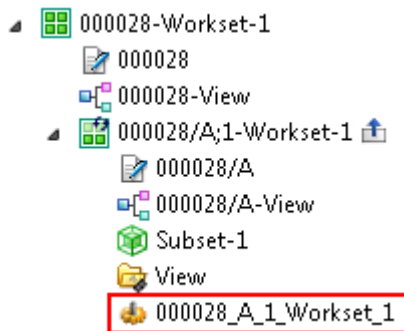 000028-Workset-1
000028
000028-View
000028/A;1-Workset-1
000028/A
000028/A-View
Subset-1
View
000028_A_1_Workset_1